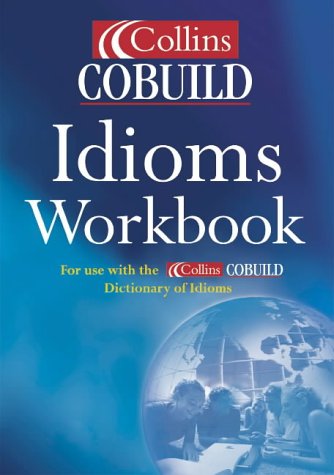 Collins
COBUILD
Idioms
Workbook
For use with the Collins COBUILD
Dictionary of Idioms